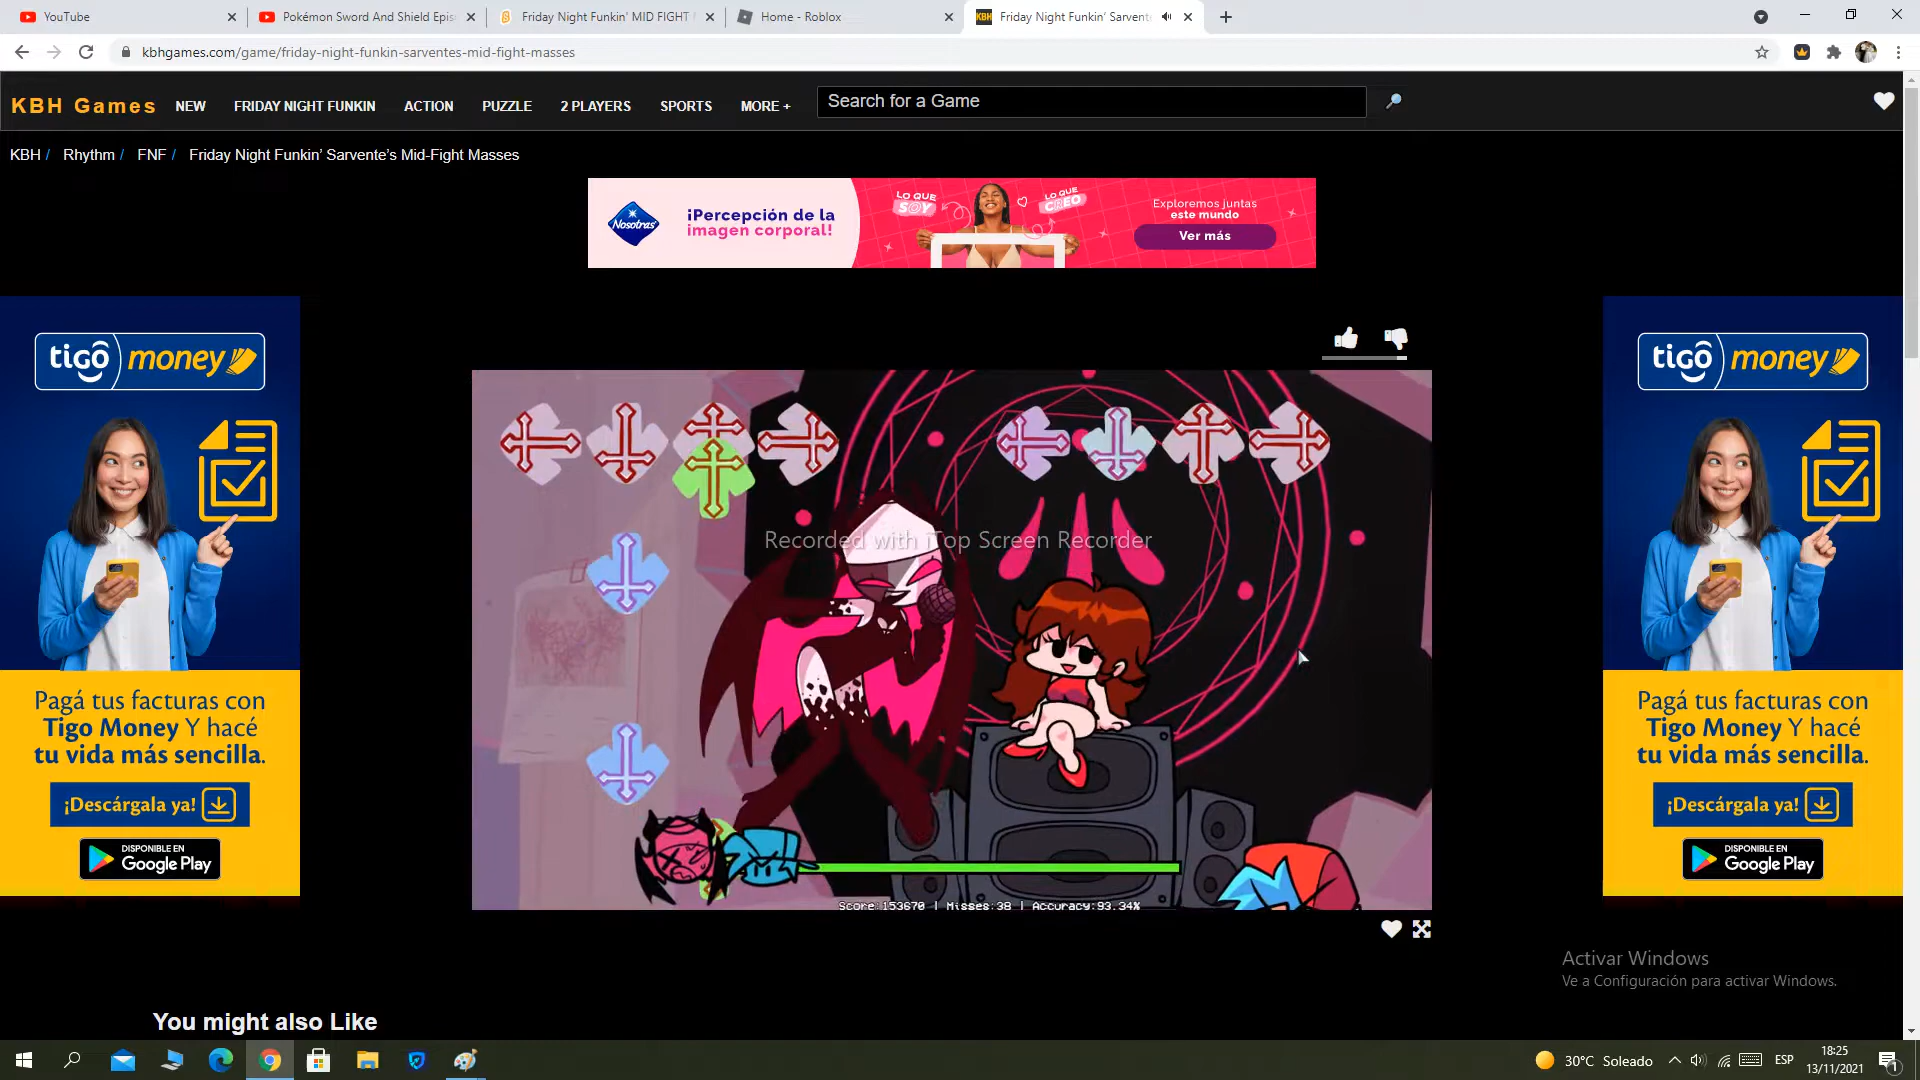 YouTube
Pokémon Sword And Shield Epis
Friday Night Funkin' MID FIGHT
Home - Roblox
KBH
Friday Night Funkin' Sarvente
kbhgames.com/game/friday-night-funkin-sarventes-mid-fight-masses
KBH Games
NEW
FRIDAY NIGHT FUNKIN
ACTION
PUZZLE
2 PLAYERS
SPORTS
MORE +
Search for a Game
KBH / Rhythm / FNF / Friday Night Funkin' Sarvente's Mid-Fight Masses
Nosotras
¡Percepción de la
imagen corporal!
LO QUE
SOY
LO QUE
CREO
Exploremos juntas
este mundo
Ver más
tigo money
Pagá tus facturas con
Tigo Money Y hacé
tu vida más sencilla.
¡Descárgala ya!
DISPONIBLE EN
Google Play
Recorded with iTop Screen Recorder
Score:153670 | Misses:38 | Accuracy:93.34%
tigo money
Pagá tus facturas con
Tigo Money Y hacé
tu vida más sencilla.
¡Descárgala ya!
DISPONIBLE EN
Google Play
Activar Windows
Ve a Configuración para activar Windows.
You might also Like
30°C Soleado
ESP
18:25
13/11/2021
1